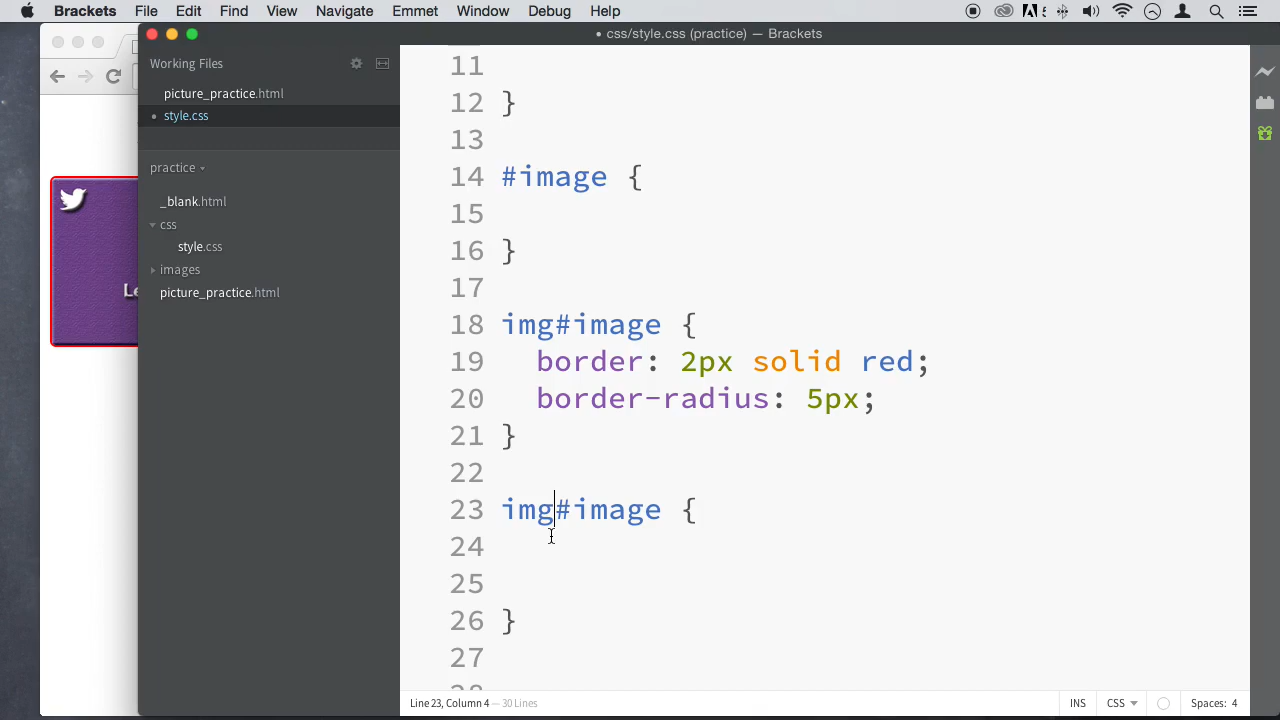 Brackets File Edit Find View Navigate Emmet Window Debug Help
• css/style.css (practice) — Brackets
Working Files
picture_practice.html
• style.css
practice
_blank.html
css
style.css
images
picture_practice.html
Le
11
12 }
13
14 #image {
15
16 }
17
18 img#image {
19 border: 2px solid red;
20 border-radius: 5px;
21 }
22
23 img#image {
24
25
26 }
27
Line 23, Column 4 — 30 Lines
INS CSS Spaces: 4